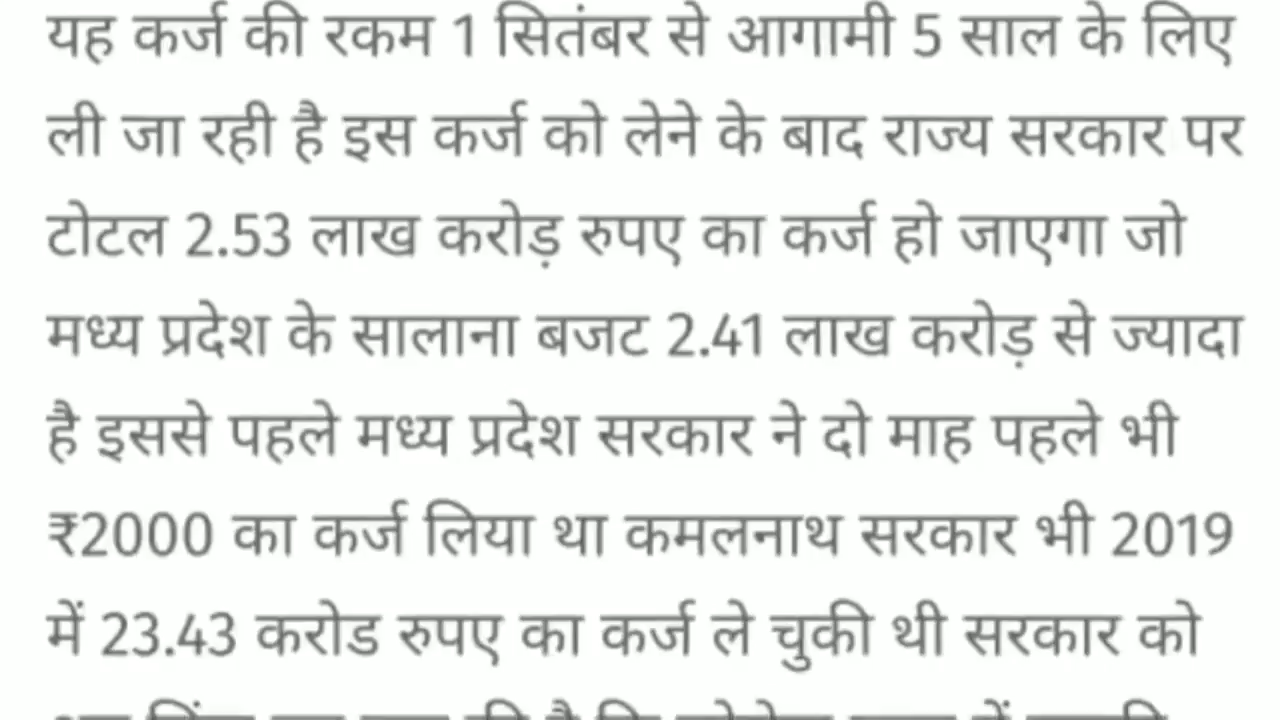 यह कर्ज की रकम 1 सितंबर से आगामी 5 साल के लिए
ली जा रही है इस कर्ज को लेने के बाद राज्य सरकार पर
टोटल 2.53 लाख करोड़ रुपए का कर्ज हो जाएगा जो
मध्य प्रदेश के सालाना बजट 2.41 लाख करोड़ से ज्यादा
है इससे पहले मध्य प्रदेश सरकार ने दो माह पहले भी
₹2000 का कर्ज लिया था कमलनाथ सरकार भी 2019
में 23.43 करोड रुपए का कर्ज ले चुकी थी सरकार को